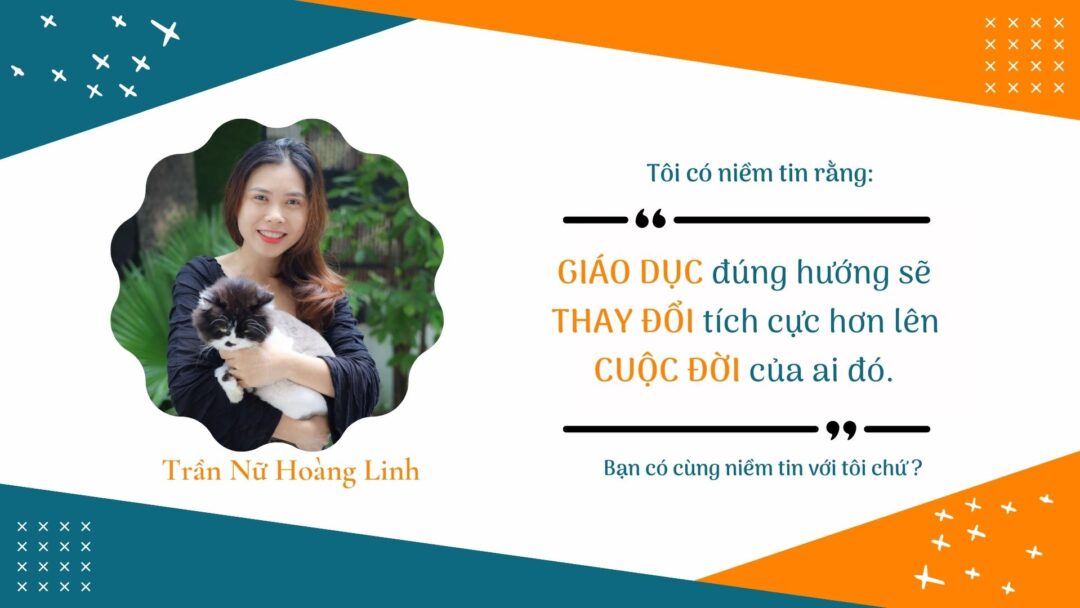 Tôi có niềm tin rằng:
“
GIÁO DỤC đúng hướng sẽ
THAY ĐỔI tích cực hơn lên
CUỘC ĐỜI của ai đó.
”
Trần Nữ Hoàng Linh
Bạn có cùng niềm tin với tôi chứ?